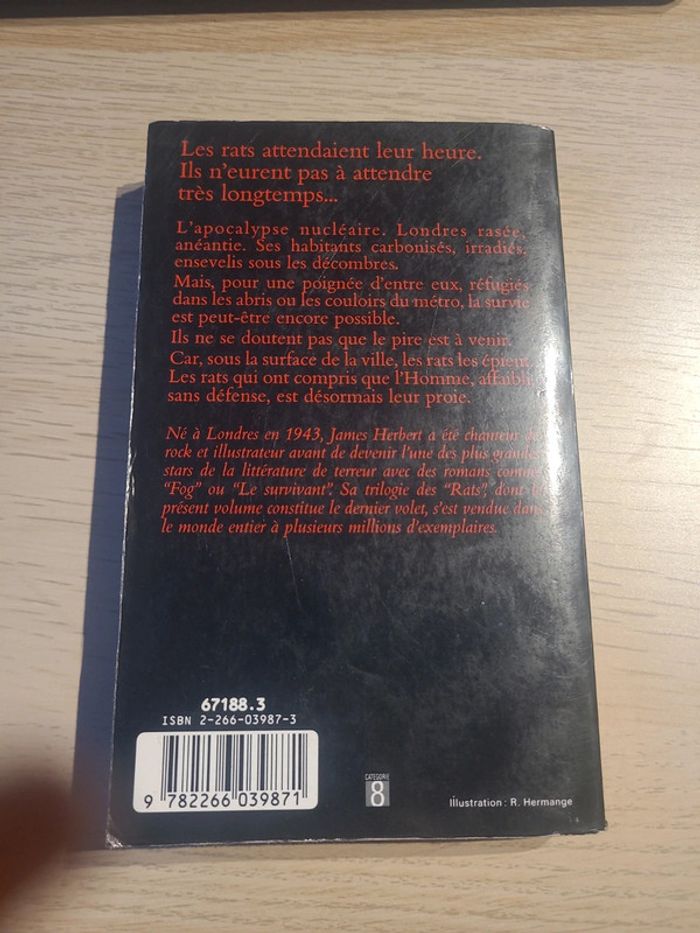 Les rats attendaient leur heure.
Ils n'eurent pas à attendre
très longtemps...
L'apocalypse nucléaire. Londres rasée,
anéantie. Ses habitants carbonisés, irradiés,
ensevelis sous les décombres.
Mais, pour une poignée d'entre eux, réfugiés
dans les abris ou les couloirs du métro, la survie
est peut-être encore possible.
Ils ne se doutent pas que le pire est à venir.
Car, sous la surface de la ville, les rats les épient.
Les rats qui ont compris que l'Homme, affaibli,
sans défense, est désormais leur proie.
Né à Londres en 1943, James Herbert a été chanteur de
rock et illustrateur avant de devenir l'une des plus grandes
stars de la littérature de terreur avec des romans comme
"Fog" ou "Le survivant". Sa trilogie des "Rats", dont le
présent volume constitue le dernier volet, s'est vendue dans
le monde entier à plusieurs millions d'exemplaires.
67188.3
ISBN 2-266-03987-3
9 782266 039871
CATEGORIE
8
Illustration : R. Hermange